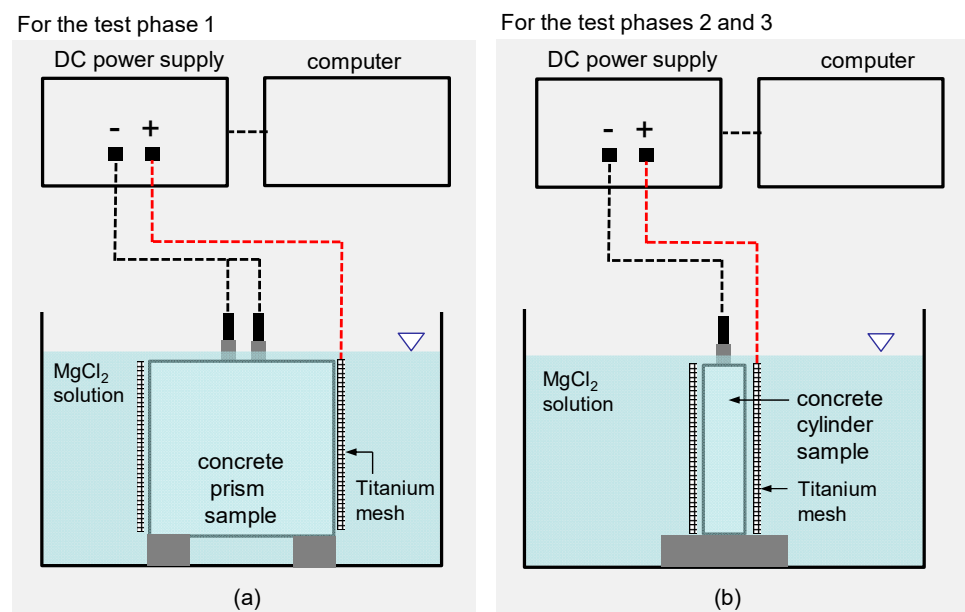 For the test phase 1
DC power supply
computer
- +
MgCl₂
solution
concrete
prism
sample
Titanium
mesh
(a)
For the test phases 2 and 3
DC power supply
computer
- +
MgCl₂
solution
concrete
cylinder
sample
Titanium
mesh
(b)